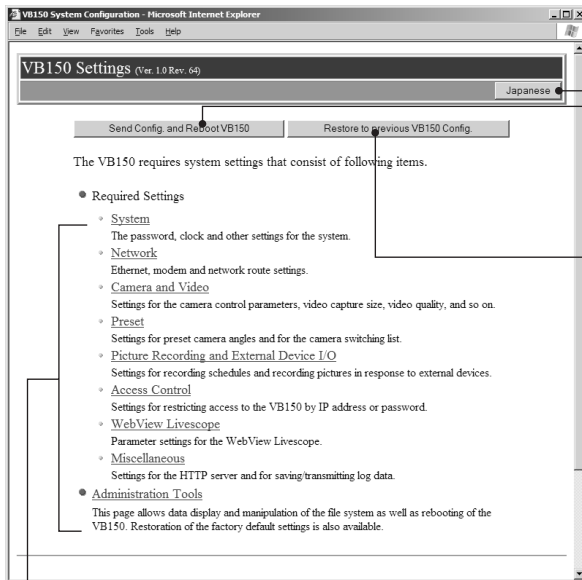 VB150 System Configuration - Microsoft Internet Explorer
File Edit View Favorites Tools Help
VB150 Settings (Ver. 1.0 Rev. 64)
Japanese
Send Config. and Reboot VB150
Restore to previous VB150 Config.
The VB150 requires system settings that consist of following items.
Required Settings
System
The password, clock and other settings for the system.
Network
Ethernet, modem and network route settings.
Camera and Video
Settings for the camera control parameters, video capture size, video quality, and so on.
Preset
Settings for preset camera angles and for the camera switching list.
Picture Recording and External Device I/O
Settings for recording schedules and recording pictures in response to external devices.
Access Control
Settings for restricting access to the VB150 by IP address or password.
WebView Livescope
Parameter settings for the WebView Livescope.
Miscellaneous
Settings for the HTTP server and for saving/transmitting log data.
Administration Tools
This page allows data display and manipulation of the file system as well as rebooting of the
VB150. Restoration of the factory default settings is also available.